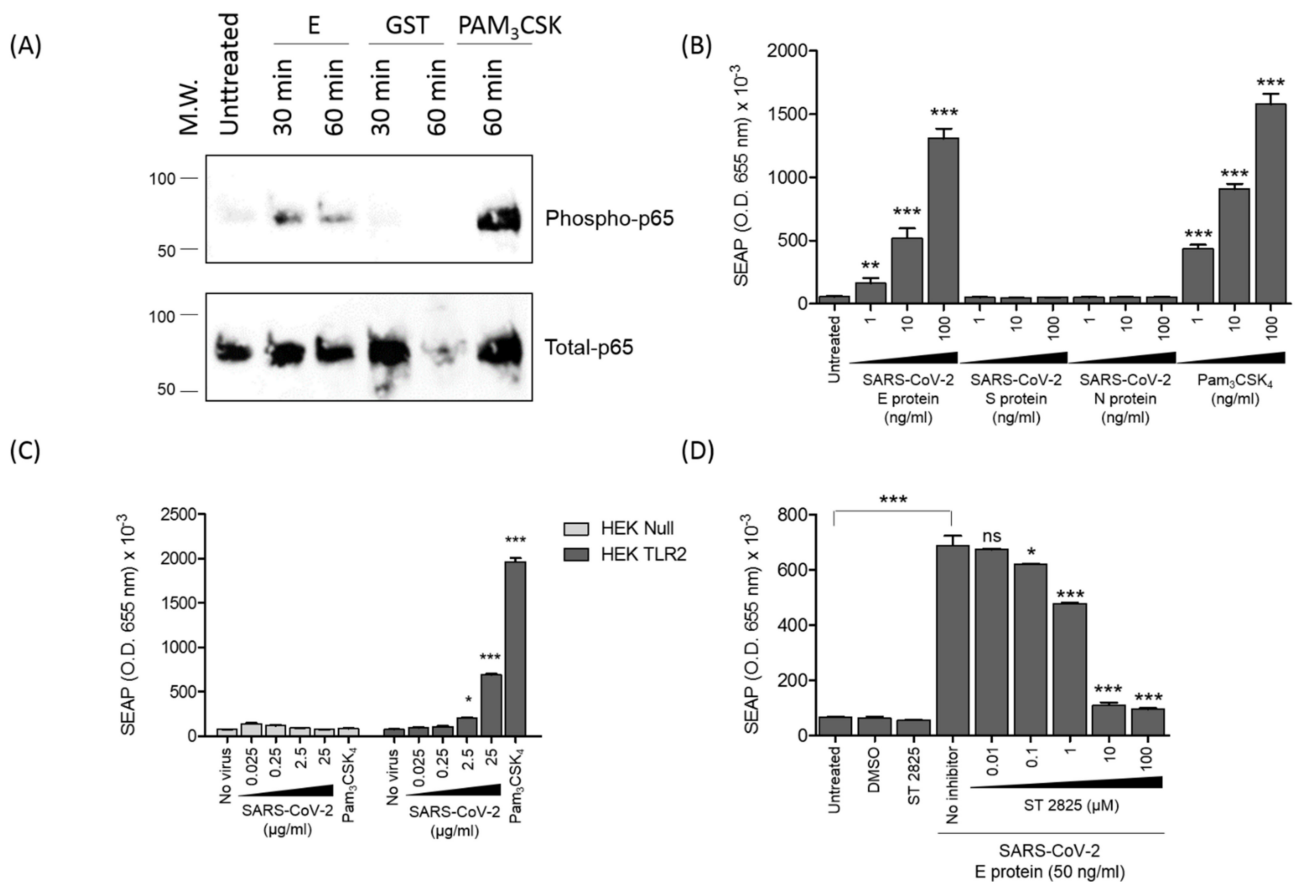 (A)
E GST PAM₃CSK
M.W. Unttreated 30 min 60 min 30 min 60 min 60 min
100
50
Phospho-p65
100
50
Total-p65
(B)
SEAP (O.D. 655 nm) x 10⁻³
2000
1500
1000
500
0
** *** *** *** *** ***
Untreated 1 10 100 1 10 100 1 10 100 1 10 100
SARS-CoV-2 SARS-CoV-2 SARS-CoV-2 Pam₃CSK₄
E protein S protein N protein (ng/ml)
(ng/ml) (ng/ml) (ng/ml)
(C)
SEAP (O.D. 655 nm) x 10⁻³
2500
2000
1500
1000
500
0
* *** ***
HEK Null
HEK TLR2
No virus 0.025 0.25 2.5 25 Pam₃CSK₄ No virus 0.025 0.25 2.5 25 Pam₃CSK₄
SARS-CoV-2 SARS-CoV-2
(µg/ml) (µg/ml)
(D)
SEAP (O.D. 655 nm) x 10⁻³
800
600
400
200
0
***
ns * *** *** ***
Untreated DMSO ST 2825 No inhibitor 0.01 0.1 1 10 100
ST 2825 (µM)
SARS-CoV-2
E protein (50 ng/ml)